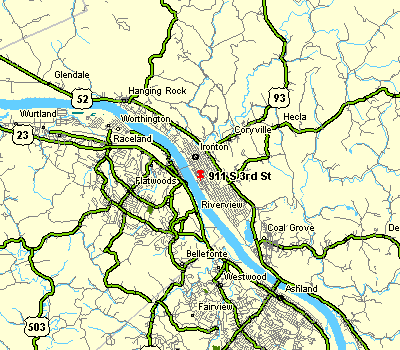 Glendale
52
Hanging Rock
93
Wurtland
Worthington
Coryville
Hecla
23
Raceland
Ironton
911 S 3rd St
Flatwoods
Riverview
Coal Grove
De
Bellefonte
Westwood
Ashland
Fairview
503